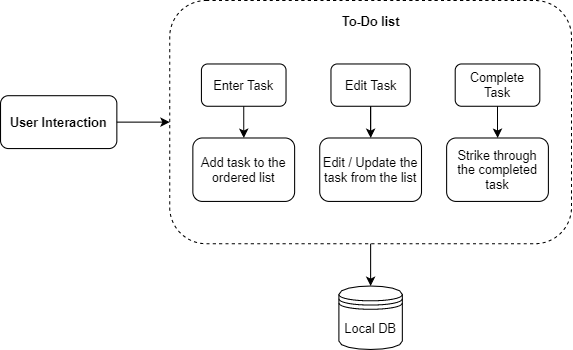 To-Do list
User Interaction
Enter Task
Edit Task
Complete
Task
Add task to the
ordered list
Edit / Update the
task from the list
Strike through
the completed
task
Local DB